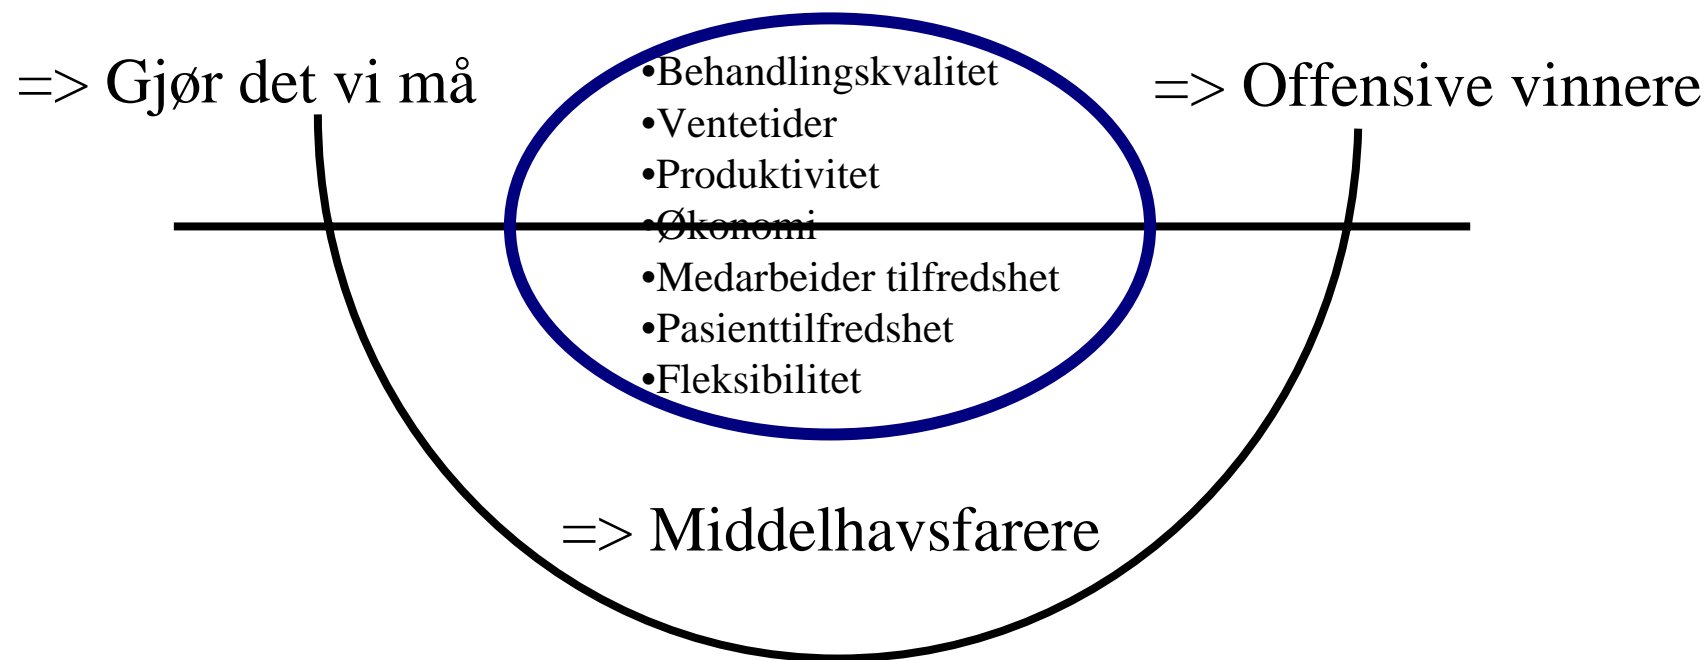 => Gjør det vi må
•Behandlingskvalitet
•Ventetider
•Produktivitet
•Økonomi
•Medarbeider tilfredshet
•Pasienttilfredshet
•Fleksibilitet
=> Offensive vinnere
=> Middelhavsfarere